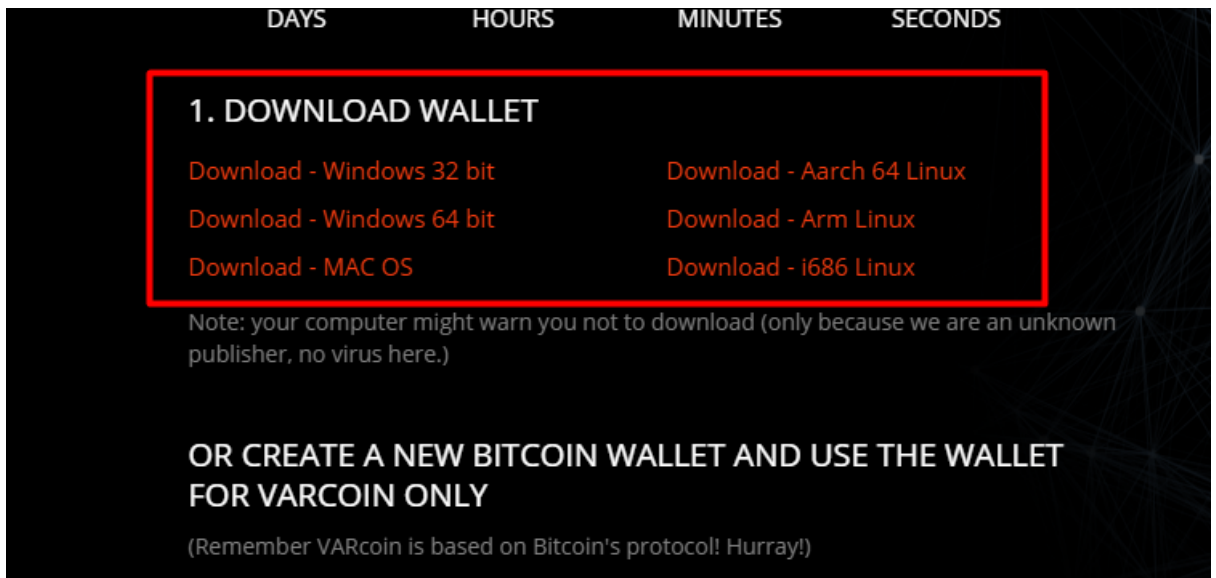 DAYS HOURS MINUTES SECONDS
1. DOWNLOAD WALLET
Download - Windows 32 bit Download - Aarch 64 Linux
Download - Windows 64 bit Download - Arm Linux
Download - MAC OS Download - i686 Linux
Note: your computer might warn you not to download (only because we are an unknown
publisher, no virus here.)
OR CREATE A NEW BITCOIN WALLET AND USE THE WALLET
FOR VARCOIN ONLY
(Remember VARcoin is based on Bitcoin's protocol! Hurray!)